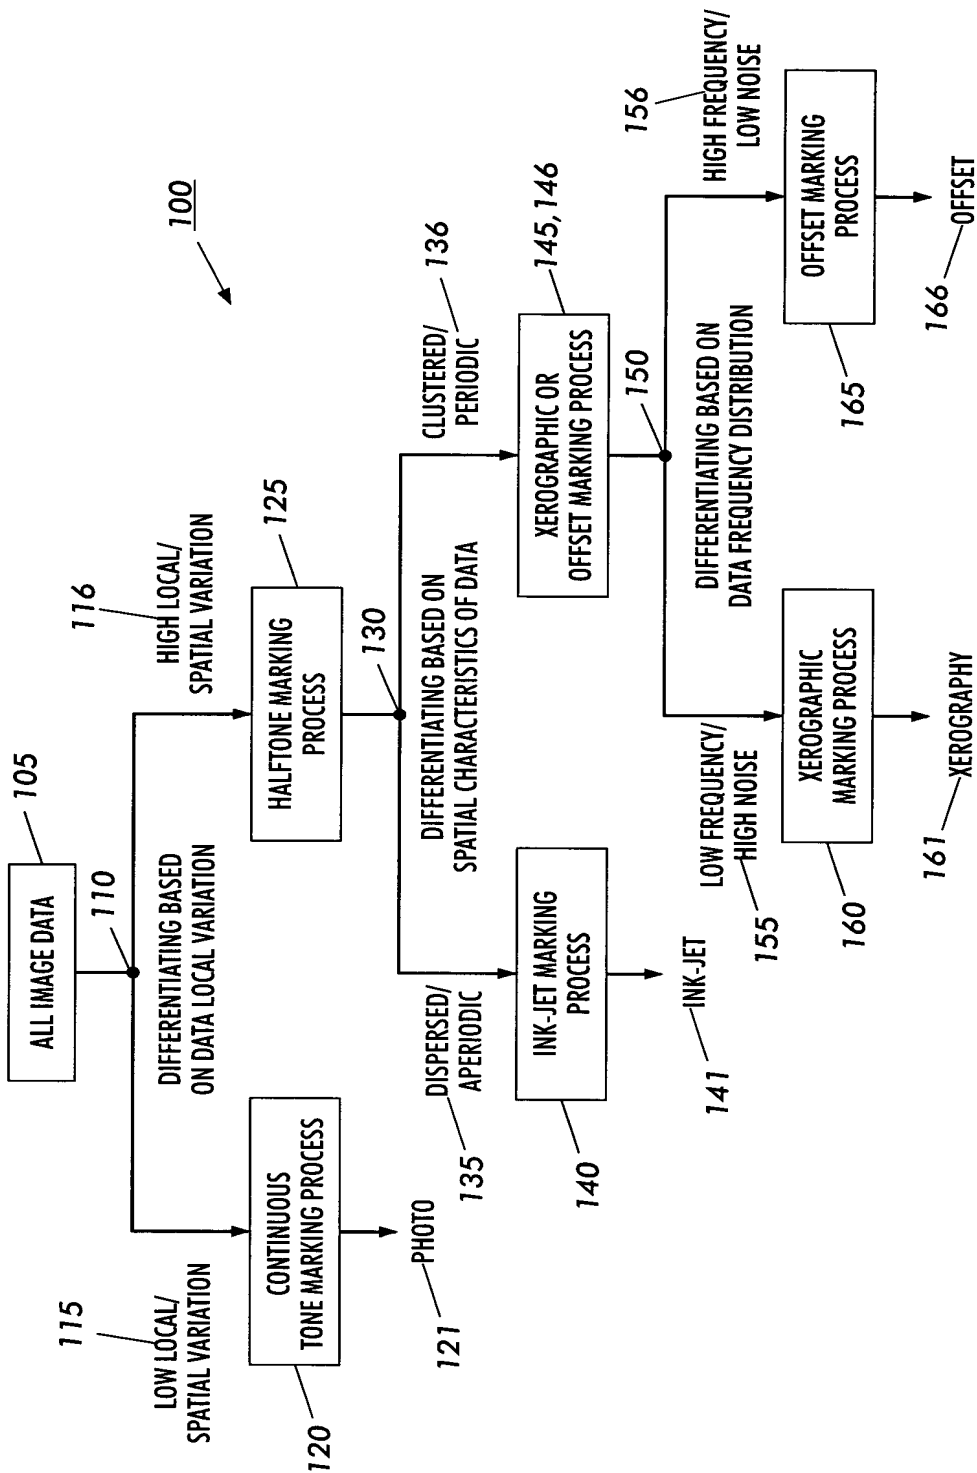 100
ALL IMAGE DATA
105
110
DIFFERENTIATING BASED
ON DATA LOCAL VARIATION
115
LOW LOCAL/
SPATIAL VARIATION
116
HIGH LOCAL/
SPATIAL VARIATION
CONTINUOUS
TONE MARKING PROCESS
120
HALFTONE MARKING
PROCESS
125
PHOTO
121
130
DIFFERENTIATING BASED ON
SPATIAL CHARACTERISTICS OF DATA
DISPERSED/
APERIODIC
135
CLUSTERED/
PERIODIC
136
INK-JET MARKING
PROCESS
140
XEROGRAPHIC OR
OFFSET MARKING PROCESS
145, 146
INK-JET
141
150
DIFFERENTIATING BASED ON
DATA FREQUENCY DISTRIBUTION
LOW FREQUENCY/
HIGH NOISE
155
156
HIGH FREQUENCY/
LOW NOISE
XEROGRAPHIC
MARKING PROCESS
160
OFFSET MARKING
PROCESS
165
XEROGRAPHY
161
OFFSET
166